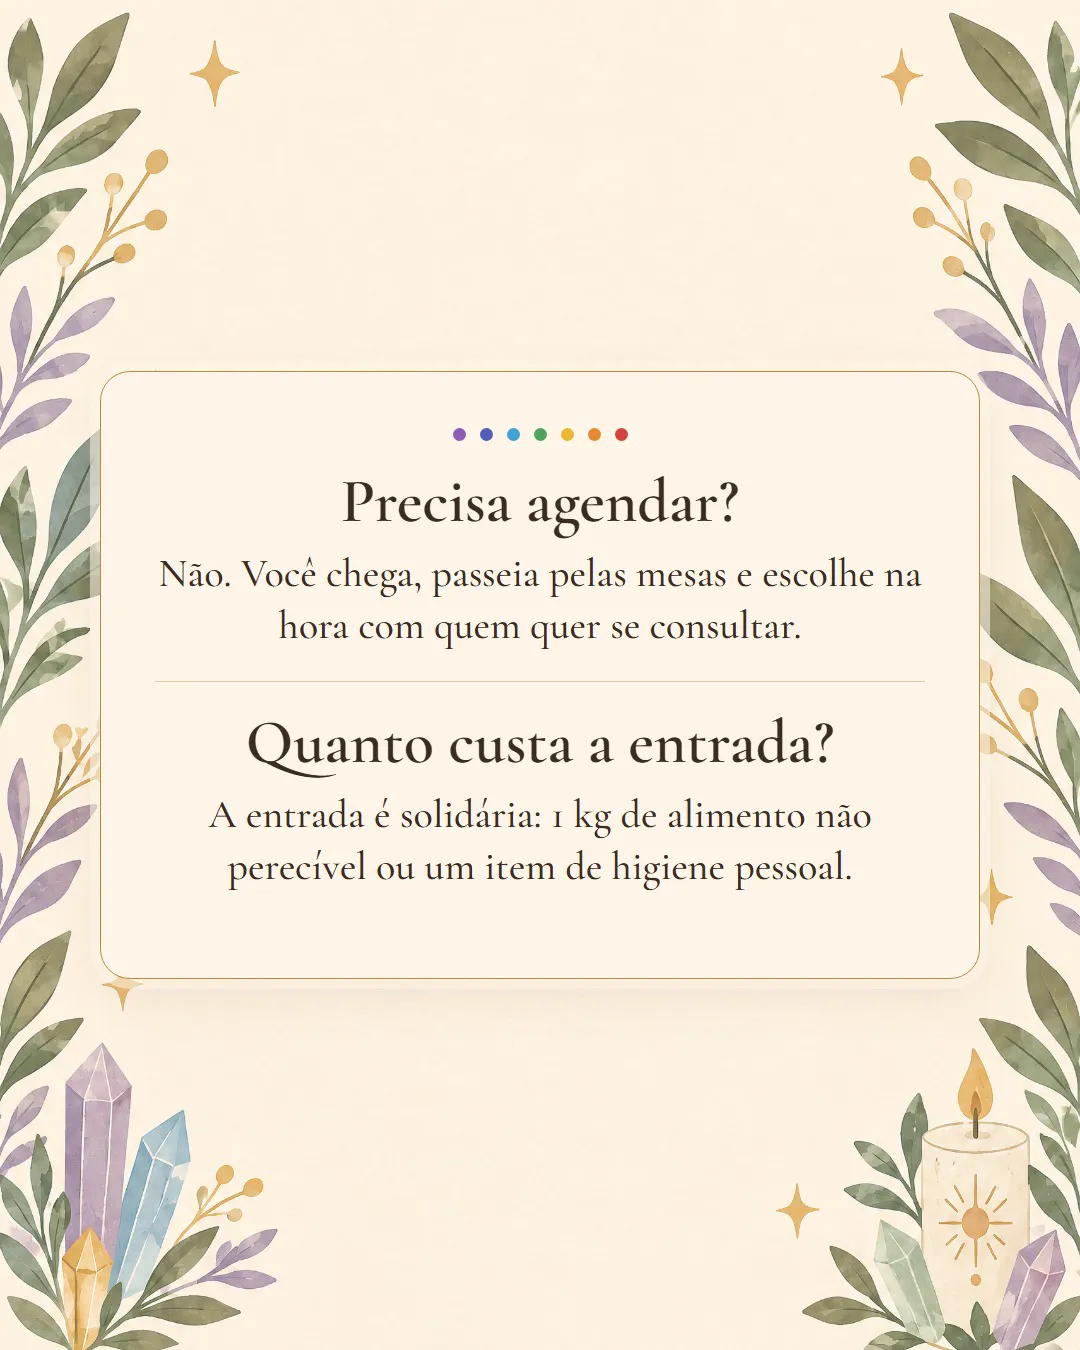 Precisa agendar?
Não. Você chega, passeia pelas mesas e escolhe na
hora com quem quer se consultar.
Quanto custa a entrada?
A entrada é solidária: 1 kg de alimento não
perecível ou um item de higiene pessoal.